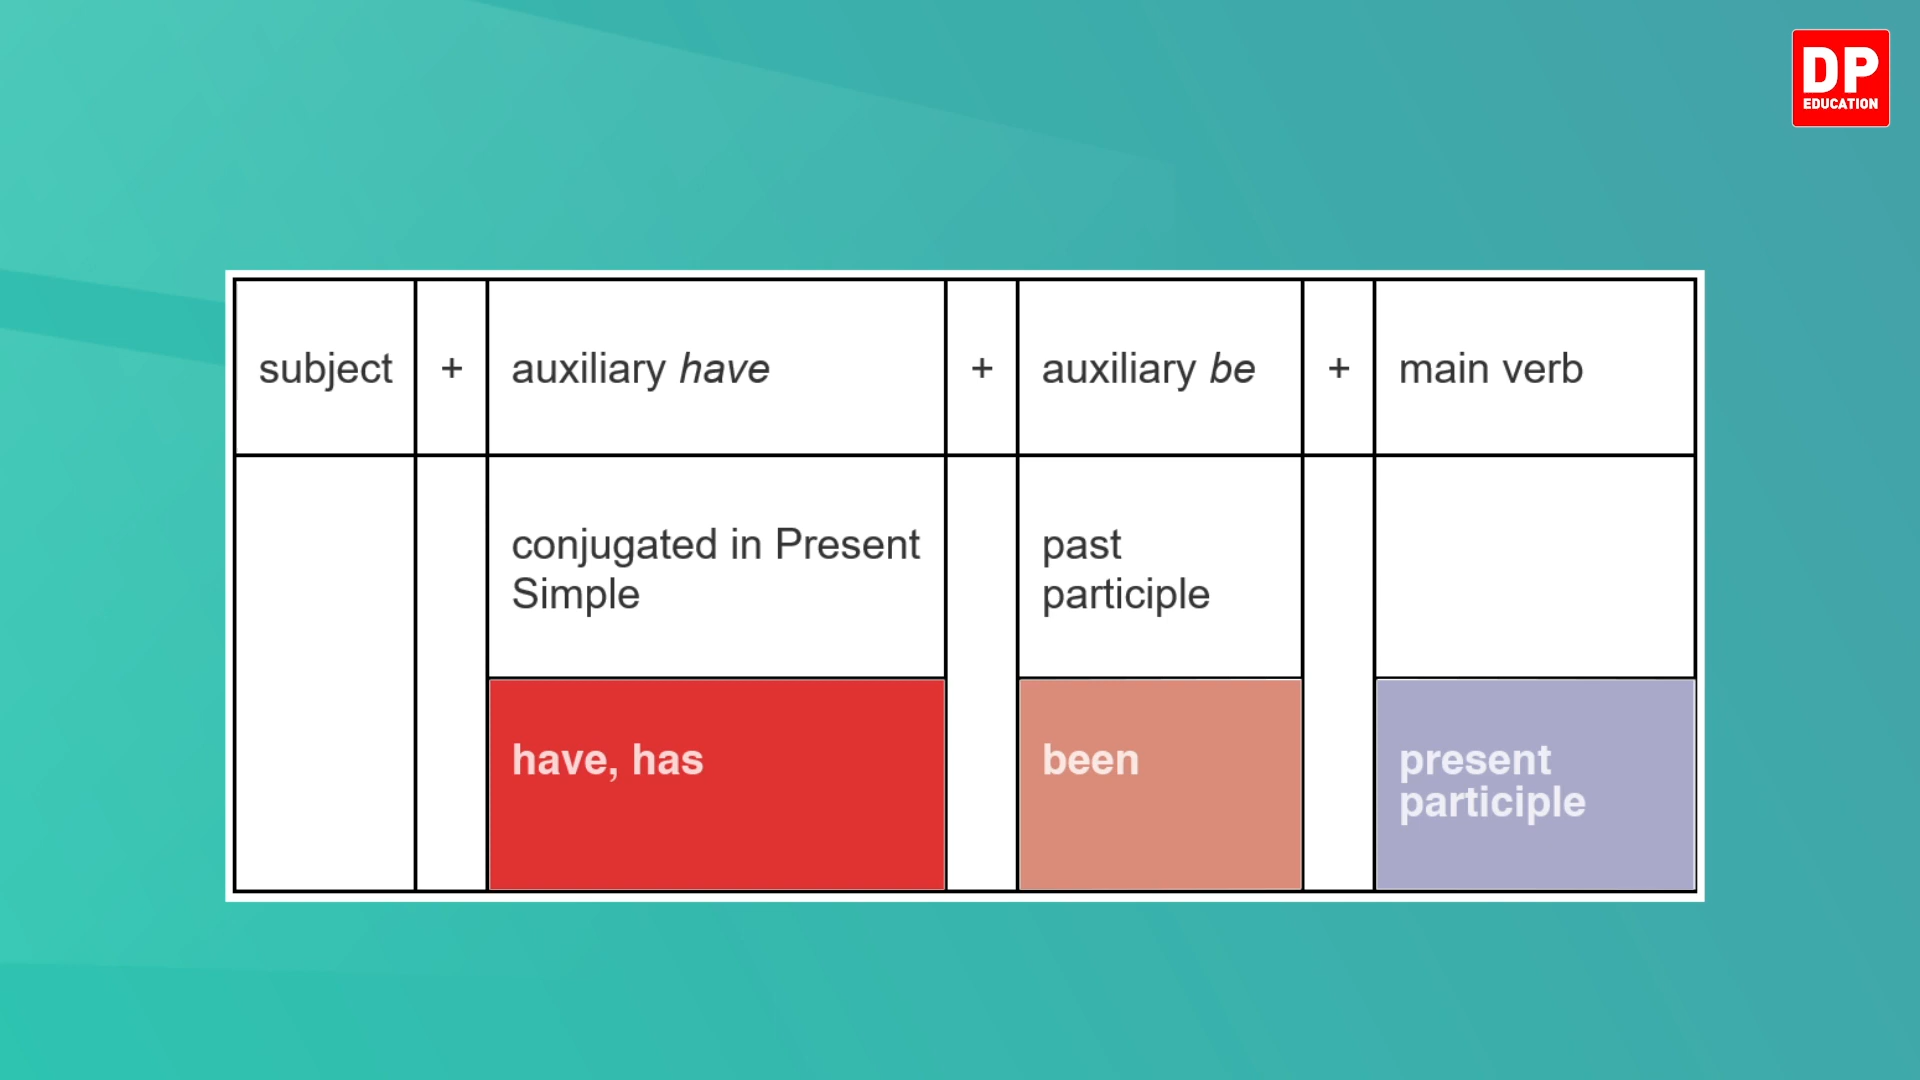 DP
EDUCATION
subject + auxiliary have + auxiliary be + main verb
conjugated in Present
Simple
past
participle
have, has
been
present
participle